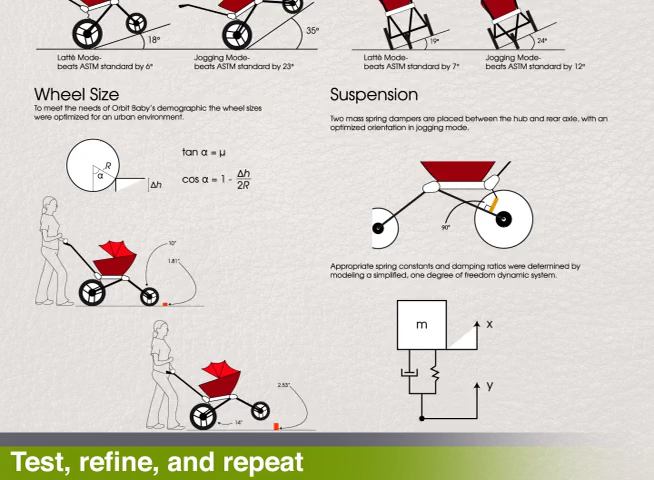 18°
35°
19°
24°
Lattè Mode-
beats ASTM standard by 6°
Jogging Mode-
beats ASTM standard by 23°
Lattè Mode-
beats ASTM standard by 7°
Jogging Mode-
beats ASTM standard by 12°
Wheel Size
To meet the needs of Orbit Baby's demographic the wheel sizes
were optimized for an urban environment.
R
α
Δh
tan α = μ
cos α = 1 - Δh/2R
10"
1.81"
2.53"
14"
Suspension
Two mass spring dampers are placed between the hub and rear axle, with an
optimized orientation in jogging mode.
90°
Appropriate spring constants and damping ratios were determined by
modeling a simplified, one degree of freedom dynamic system.
m
x
y
Test, refine, and repeat